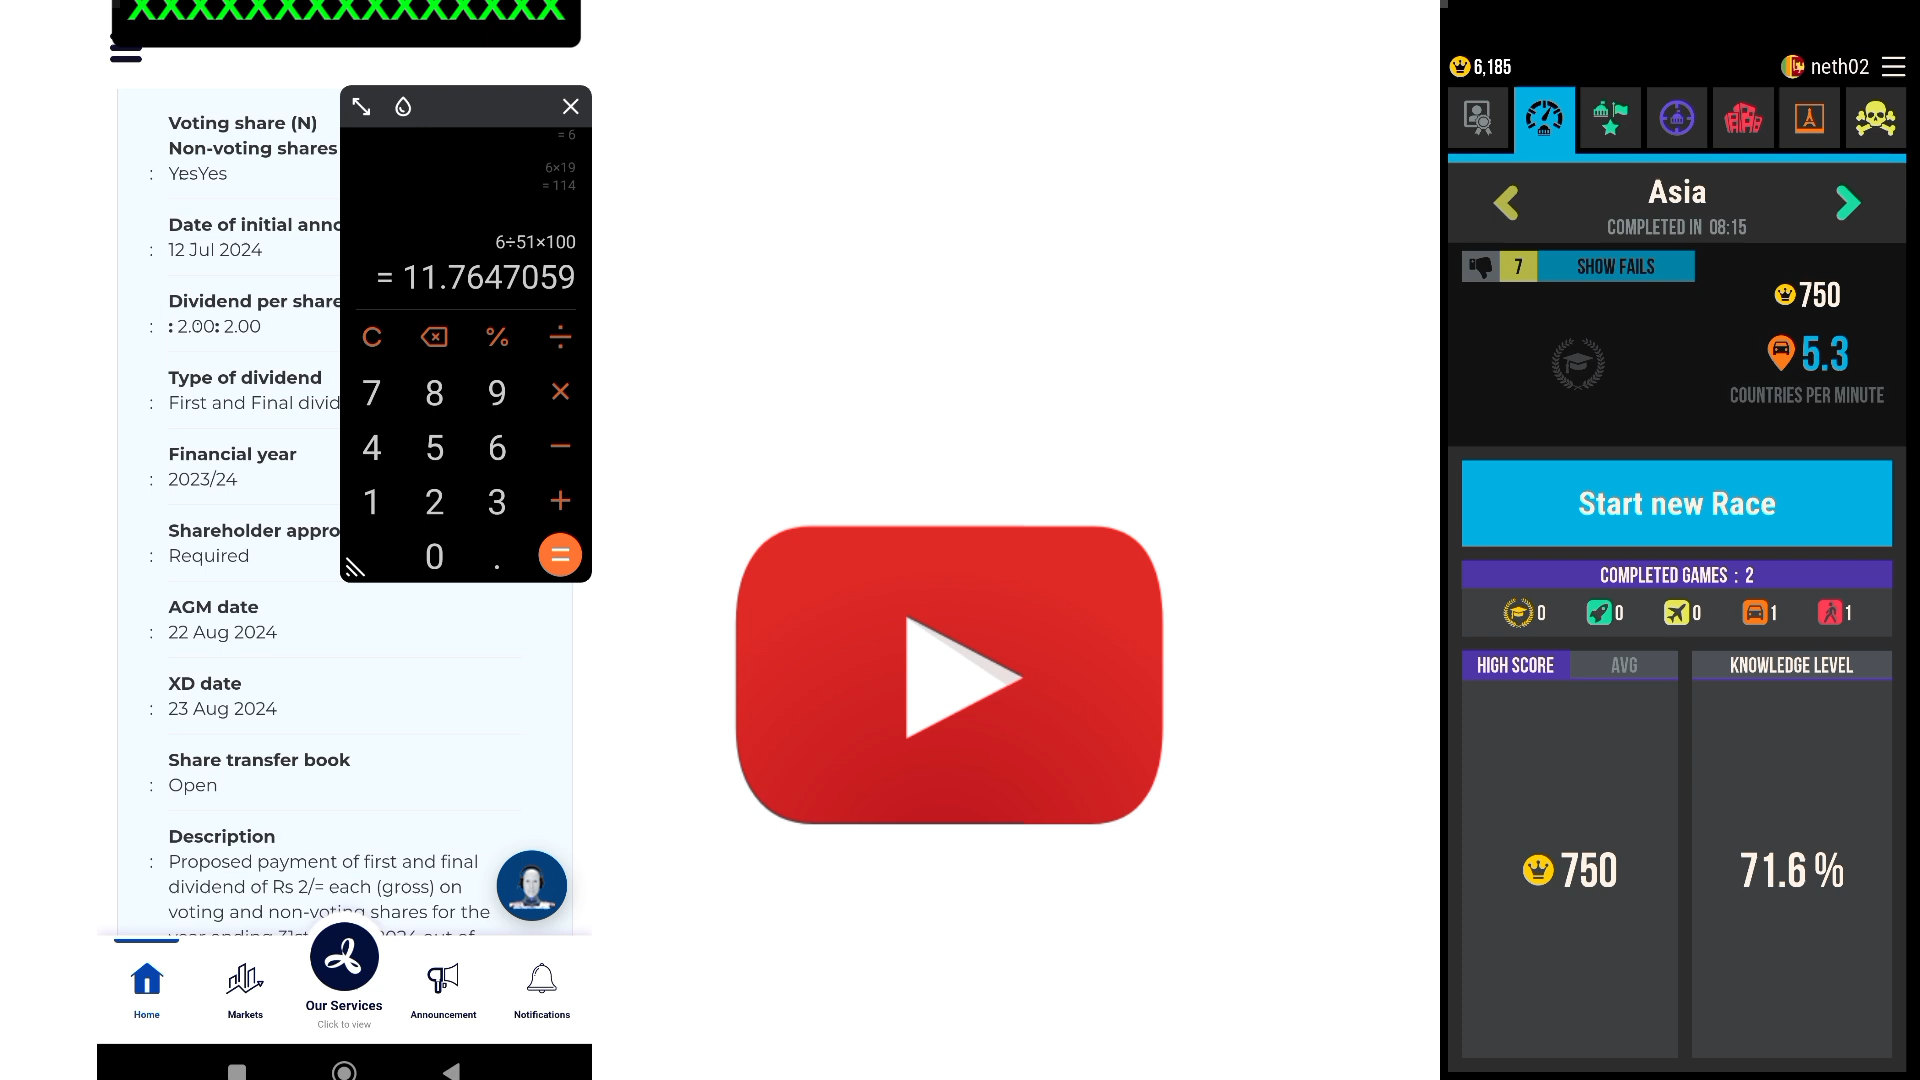 XXXXXXXXXXXXXXX
Voting share (N)
Non-voting shares
: YesYes
Date of initial anno
: 12 Jul 2024
Dividend per share
: : 2.00: 2.00
Type of dividend
: First and Final divid
Financial year
: 2023/24
Shareholder appro
: Required
AGM date
: 22 Aug 2024
XD date
: 23 Aug 2024
Share transfer book
: Open
Description
: Proposed payment of first and final
dividend of Rs 2/= each (gross) on
voting and non-voting shares for the
= 6
6×19
= 114
6÷51×100
= 11.7647059
C % ÷
7 8 9 ×
4 5 6 −
1 2 3 +
0 . =
Home
Markets
Our Services
Click to view
Announcement
Notifications
6,185
neth02
Asia
COMPLETED IN 08:15
7 SHOW FAILS
750
5.3
COUNTRIES PER MINUTE
Start new Race
COMPLETED GAMES : 2
0 0 0 1 1
HIGH SCORE AVG KNOWLEDGE LEVEL
750 71.6 %